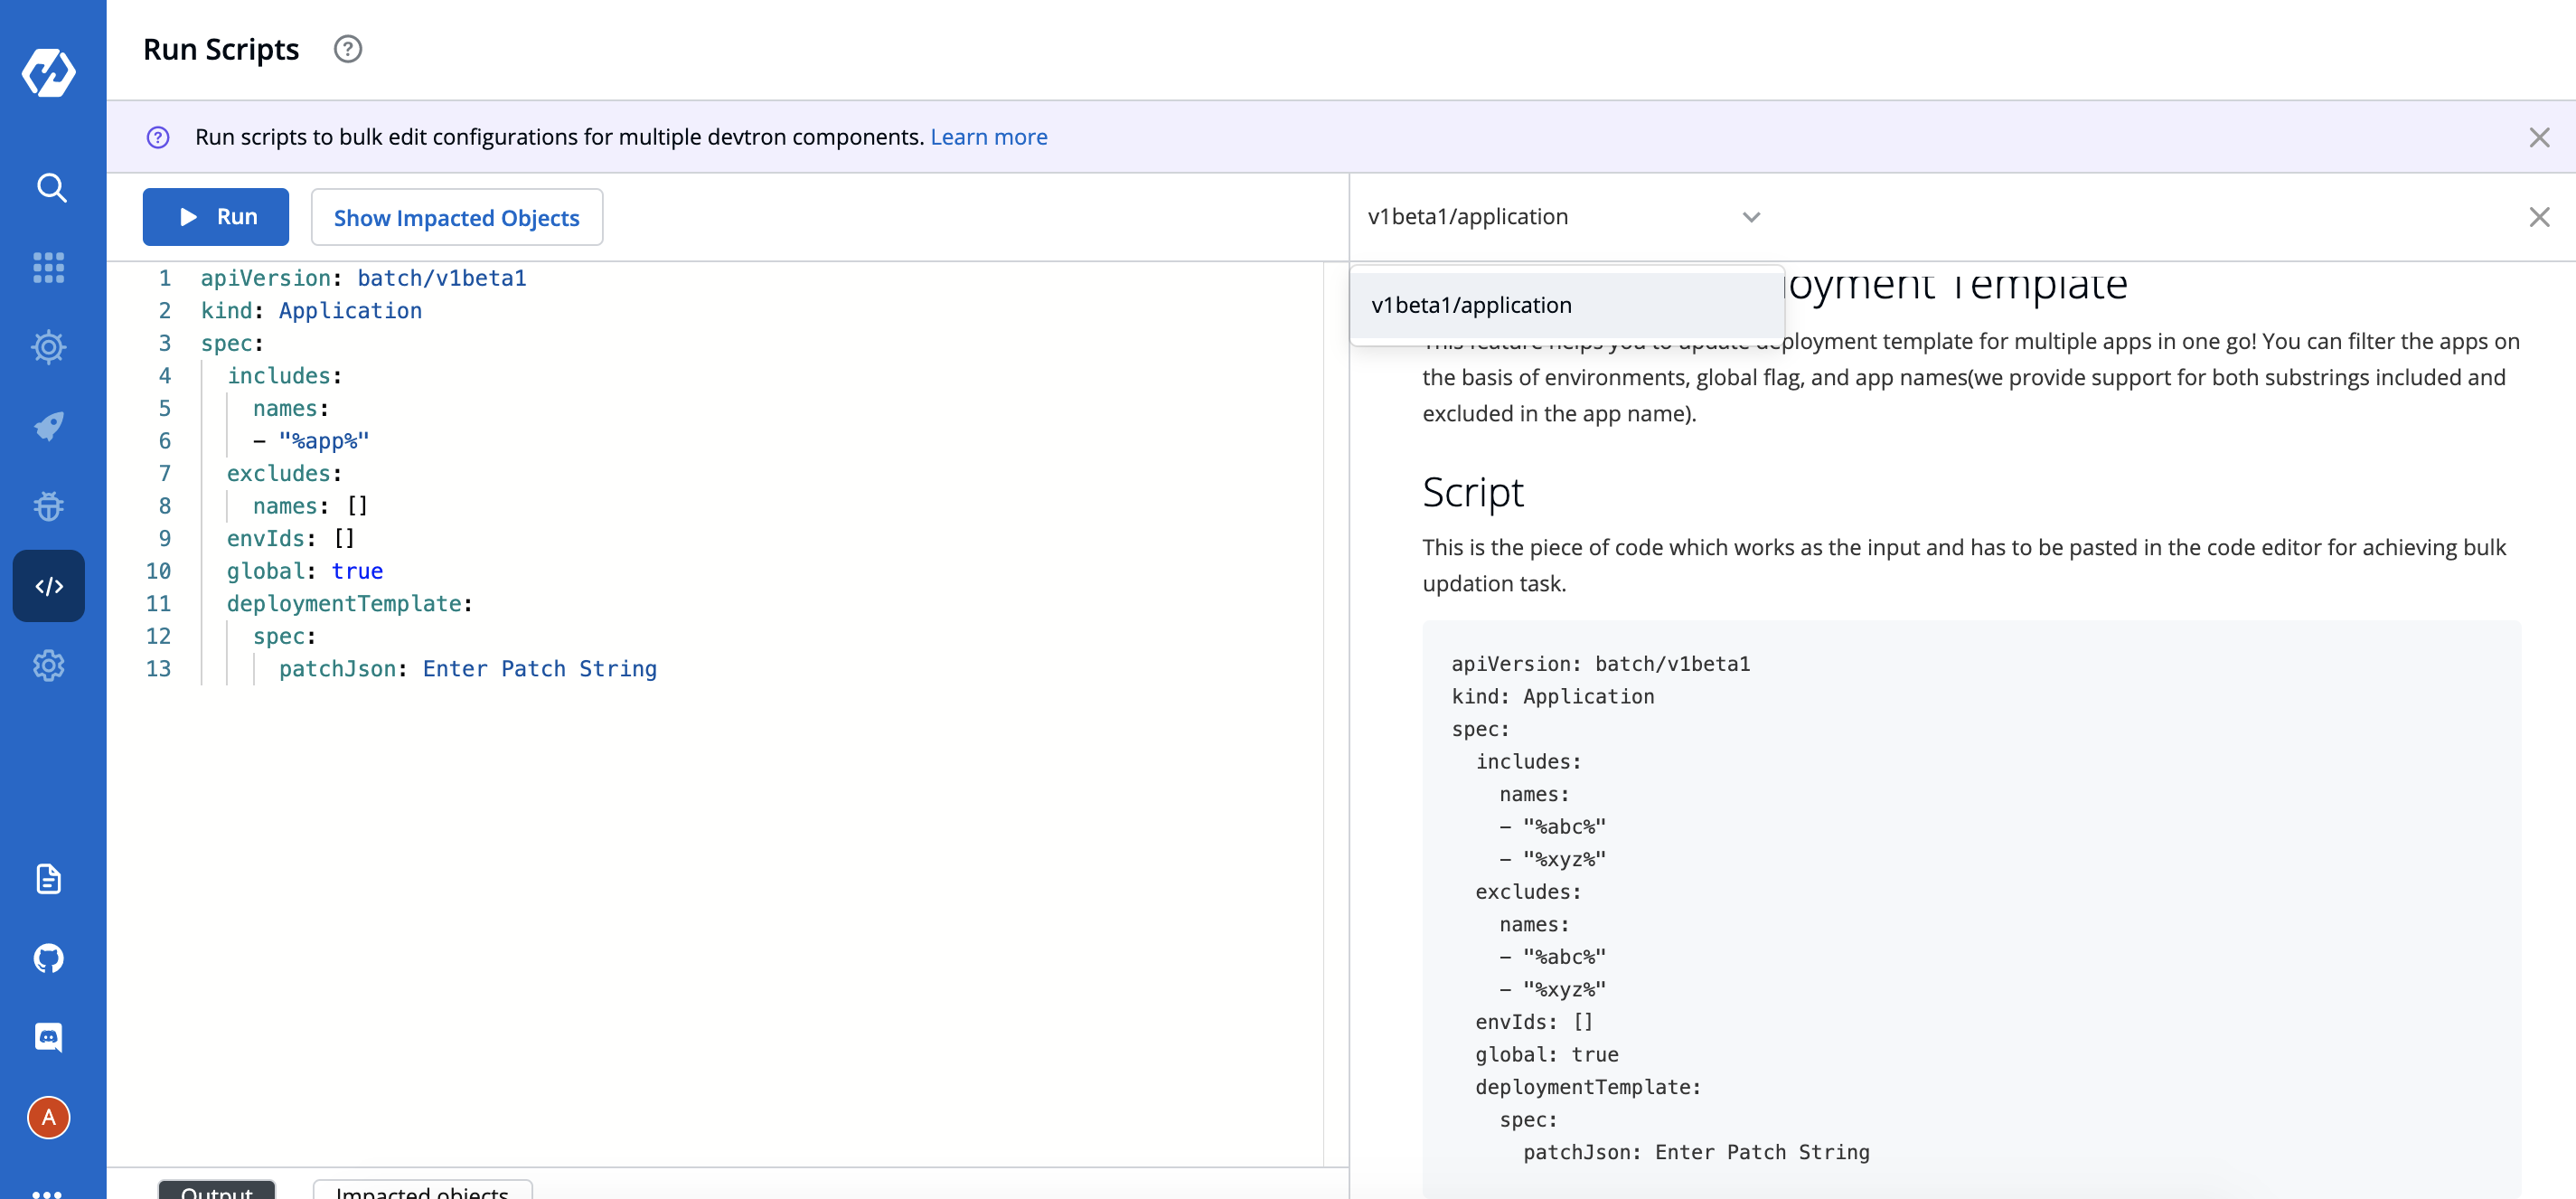 Run Scripts
Run scripts to bulk edit configurations for multiple devtron components. Learn more
Run
Show Impacted Objects
1 apiVersion: batch/v1beta1
2 kind: Application
3 spec:
4 includes:
5 names:
6 - "%app%"
7 excludes:
8 names: []
9 envIds: []
10 global: true
11 deploymentTemplate:
12 spec:
13 patchJson: Enter Patch String
Output
Impacted objects
A
v1beta1/application
v1beta1/application
oyment Template
This feature helps you to update deployment template for multiple apps in one go! You can filter the apps on
the basis of environments, global flag, and app names(we provide support for both substrings included and
excluded in the app name).
Script
This is the piece of code which works as the input and has to be pasted in the code editor for achieving bulk
updation task.
apiVersion: batch/v1beta1
kind: Application
spec:
includes:
names:
- "%abc%"
- "%xyz%"
excludes:
names:
- "%abc%"
- "%xyz%"
envIds: []
global: true
deploymentTemplate:
spec:
patchJson: Enter Patch String